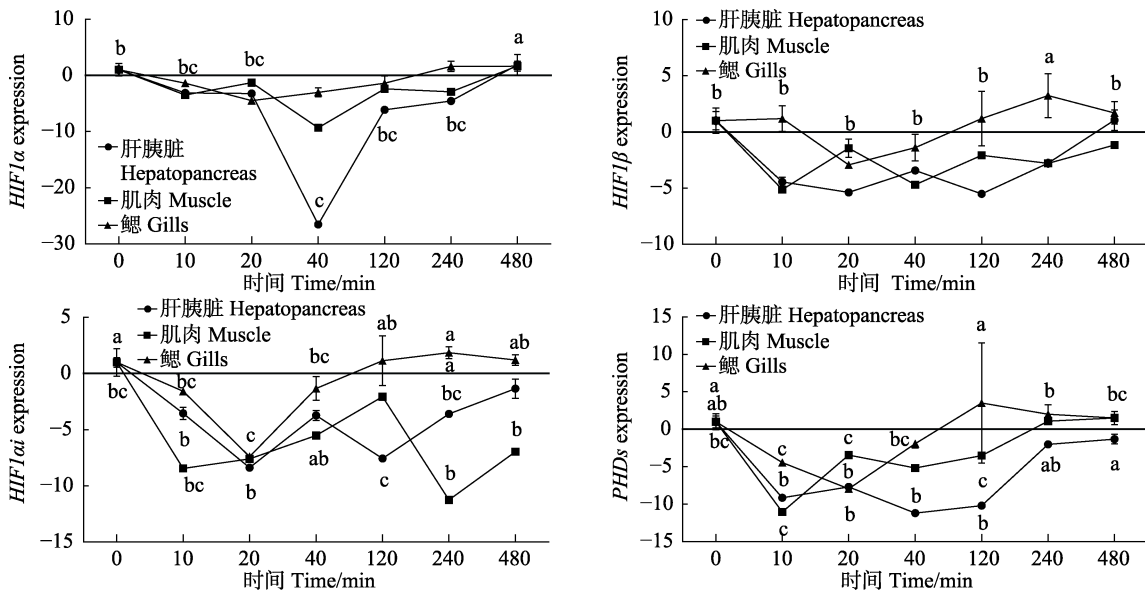 10
0
−10
−20
−30
HIF1α expression
b
bc
bc
c
bc
bc
a
肝胰脏
Hepatopancreas
肌肉 Muscle
鳃 Gills
0 10 20 40 120 240 480
时间 Time/min
肝胰脏 Hepatopancreas
肌肉 Muscle
鳃 Gills
10
5
0
−5
−10
HIF1β expression
b
b
b
b
b
a
b
0 10 20 40 120 240 480
时间 Time/min
肝胰脏 Hepatopancreas
肌肉 Muscle
鳃 Gills
5
0
−5
−10
−15
HIF1αi expression
a
bc
bc
b
bc
c
b
bc
ab
ab
c
a
a
bc
b
ab
b
0 10 20 40 120 240 480
时间 Time/min
肝胰脏 Hepatopancreas
肌肉 Muscle
鳃 Gills
15
10
5
0
−5
−10
−15
PHDs expression
a
ab
bc
c
b
c
c
b
b
bc
b
a
c
b
b
ab
bc
a
0 10 20 40 120 240 480
时间 Time/min